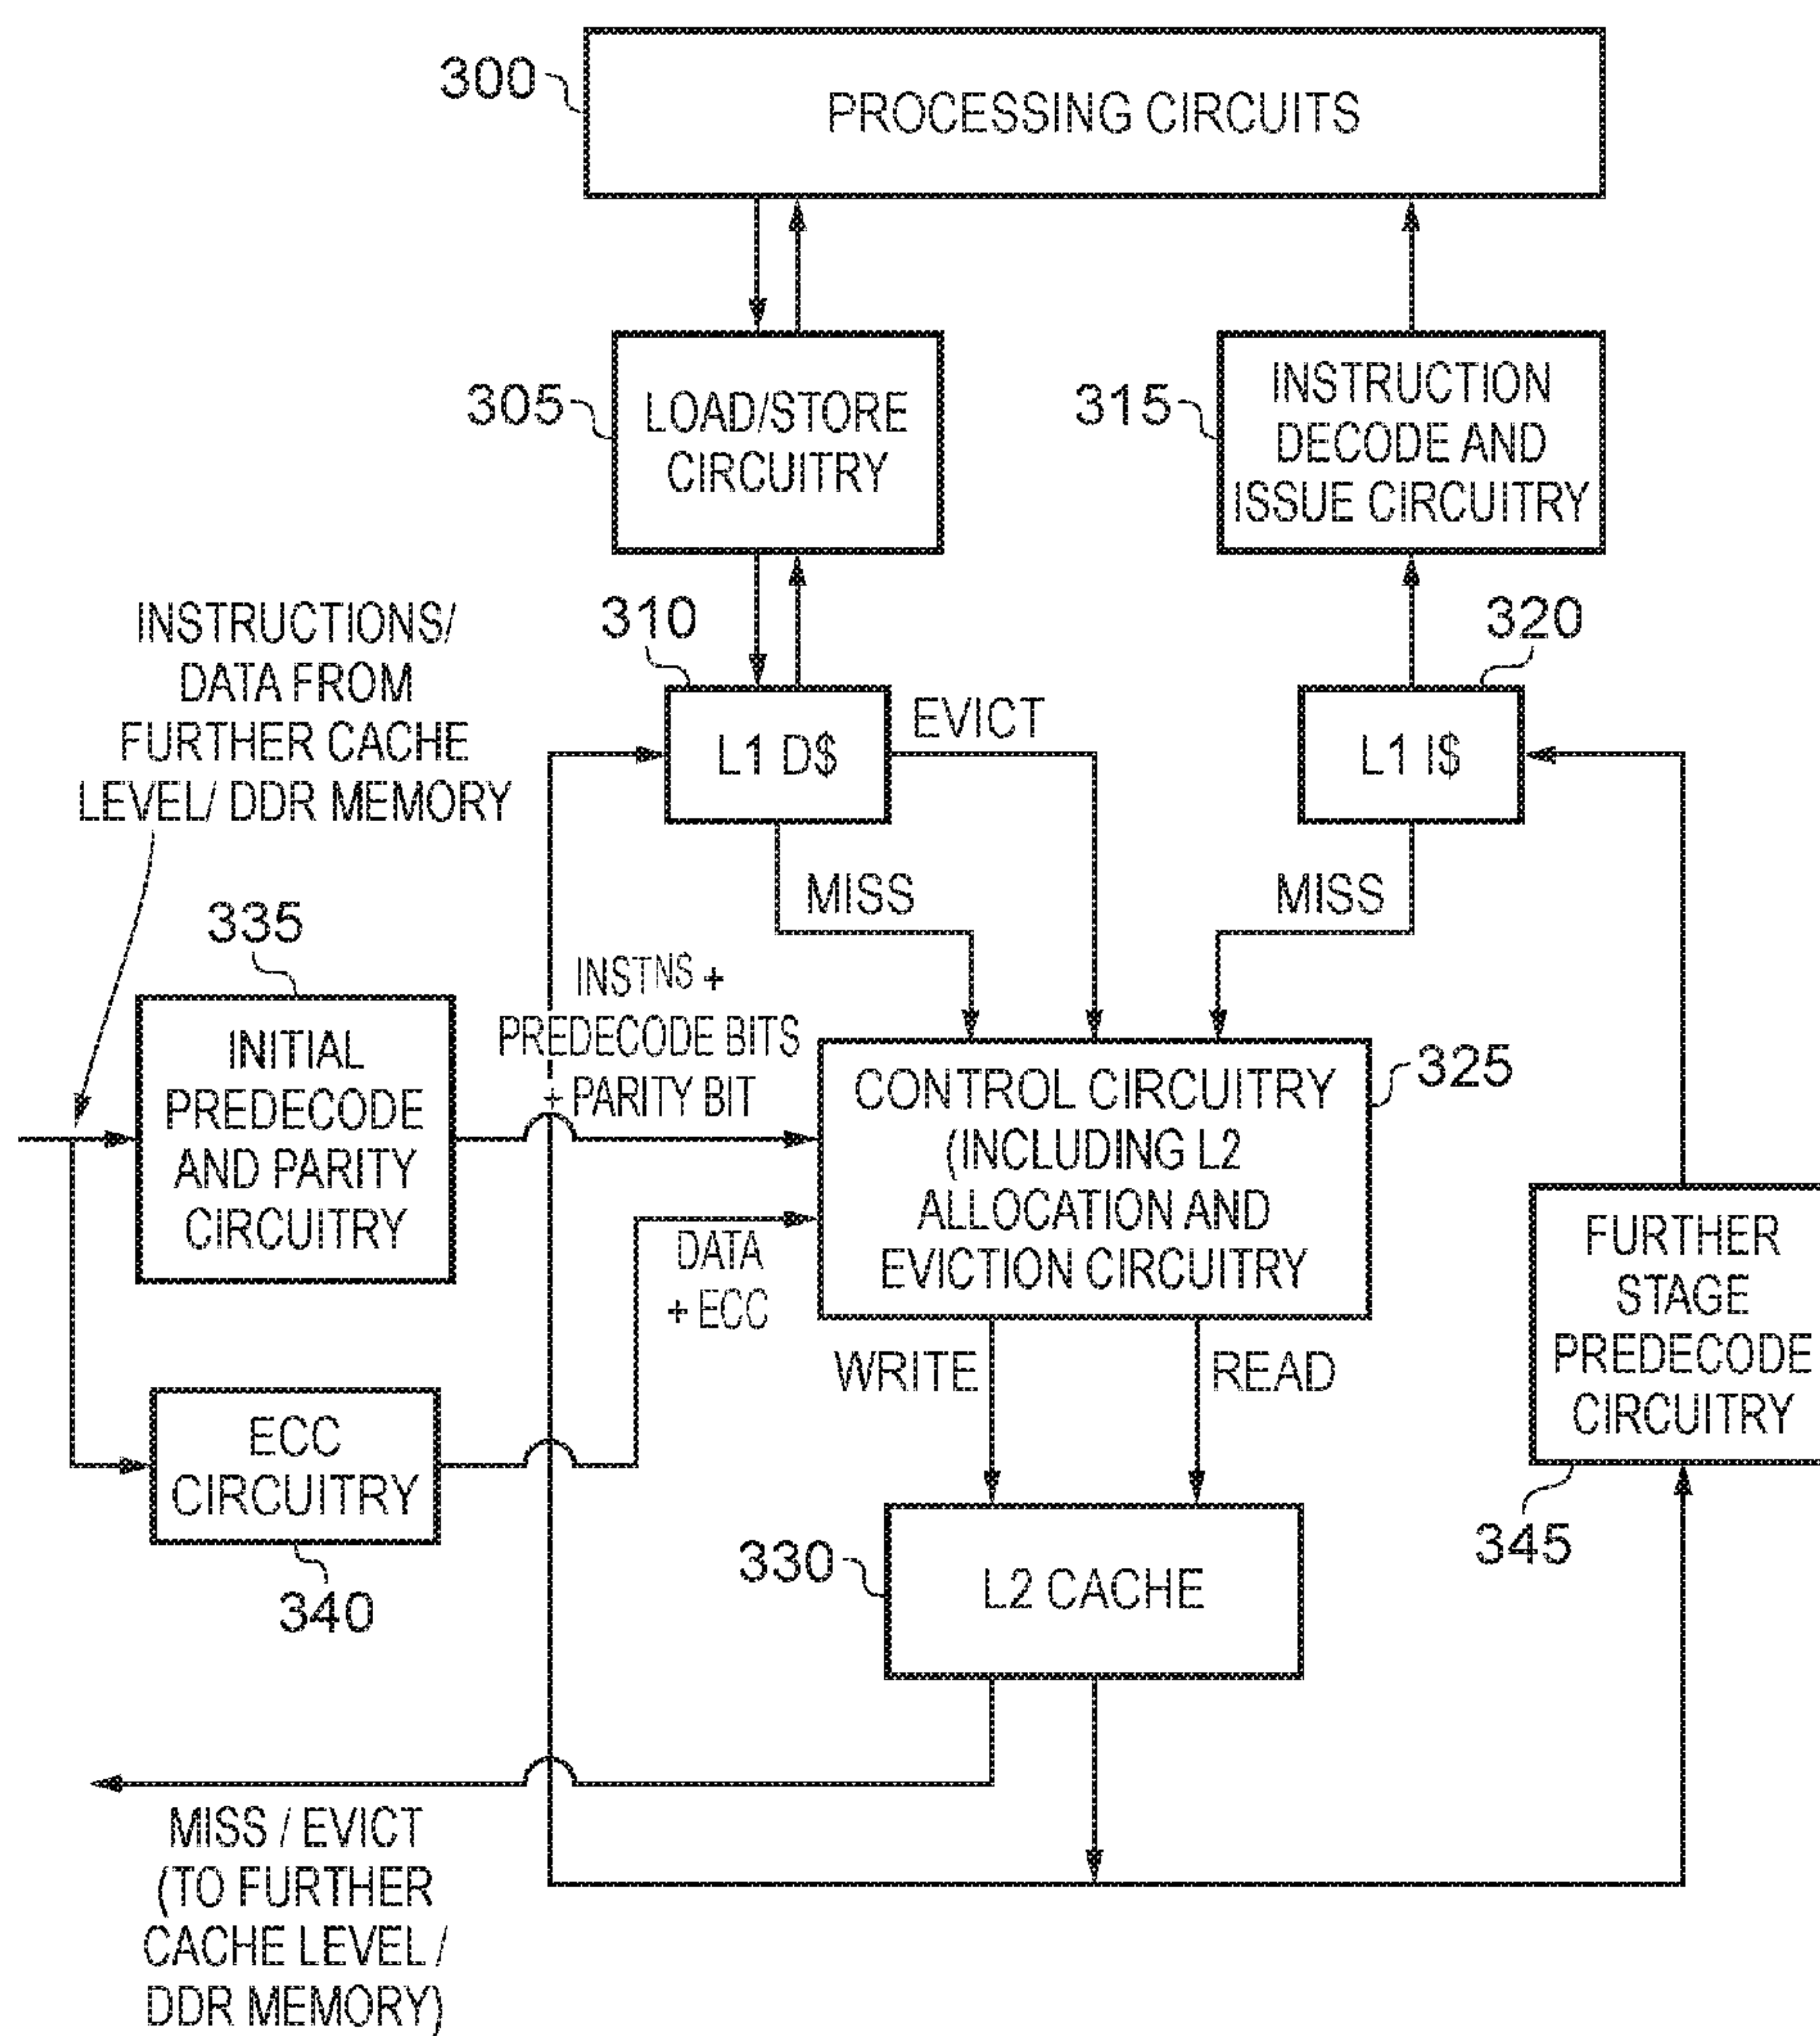 300
PROCESSING CIRCUITS
305
LOAD/STORE
CIRCUITRY
315
INSTRUCTION
DECODE AND
ISSUE CIRCUITRY
INSTRUCTIONS/
DATA FROM
FURTHER CACHE
LEVEL/ DDR MEMORY
310
L1 D$
EVICT
MISS
320
L1 I$
MISS
335
INITIAL
PREDECODE
AND PARITY
CIRCUITRY
INSTNS +
PREDECODE BITS
+ PARITY BIT
325
CONTROL CIRCUITRY
(INCLUDING L2
ALLOCATION AND
EVICTION CIRCUITRY
DATA
+ ECC
FURTHER
STAGE
PREDECODE
CIRCUITRY
345
WRITE
READ
ECC
CIRCUITRY
340
330
L2 CACHE
MISS / EVICT
(TO FURTHER
CACHE LEVEL /
DDR MEMORY)